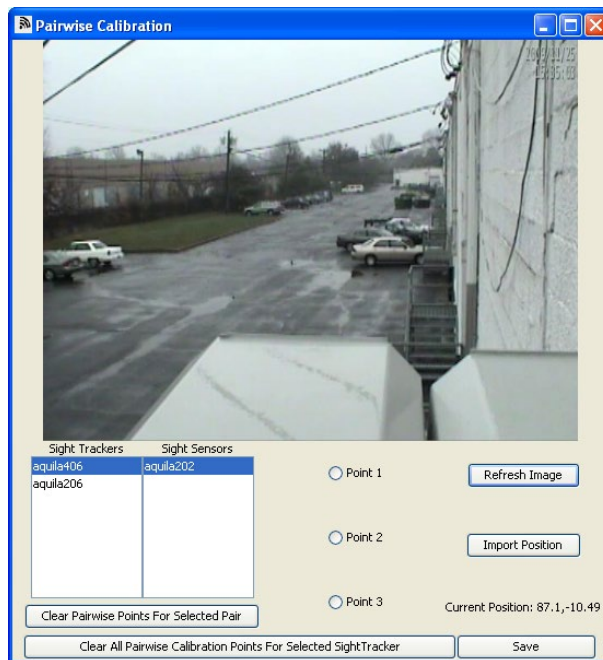 Pairwise Calibration
Sight Trackers Sight Sensors
aquila406 aquila202
aquila206
Point 1
Refresh Image
Point 2
Import Position
Point 3
Current Position: 87.1,-10.49
Clear Pairwise Points For Selected Pair
Clear All Pairwise Calibration Points For Selected SightTracker
Save